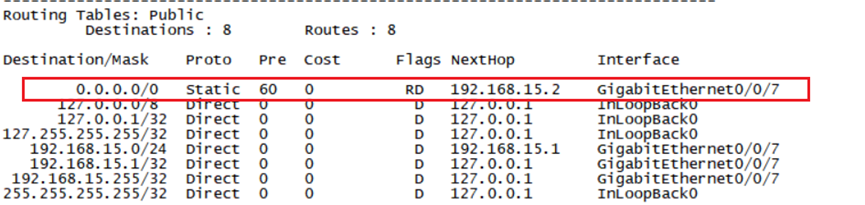 Routing Tables: Public
Destinations : 8 Routes : 8
Destination/Mask Proto Pre Cost Flags NextHop Interface
0.0.0.0/0 Static 60 0 RD 192.168.15.2 GigabitEthernet0/0/7
127.0.0.0/8 Direct 0 0 D 127.0.0.1 InLoopBack0
127.0.0.1/32 Direct 0 0 D 127.0.0.1 InLoopBack0
127.255.255.255/32 Direct 0 0 D 127.0.0.1 InLoopBack0
192.168.15.0/24 Direct 0 0 D 192.168.15.1 GigabitEthernet0/0/7
192.168.15.1/32 Direct 0 0 D 127.0.0.1 GigabitEthernet0/0/7
192.168.15.255/32 Direct 0 0 D 127.0.0.1 GigabitEthernet0/0/7
255.255.255.255/32 Direct 0 0 D 127.0.0.1 InLoopBack0